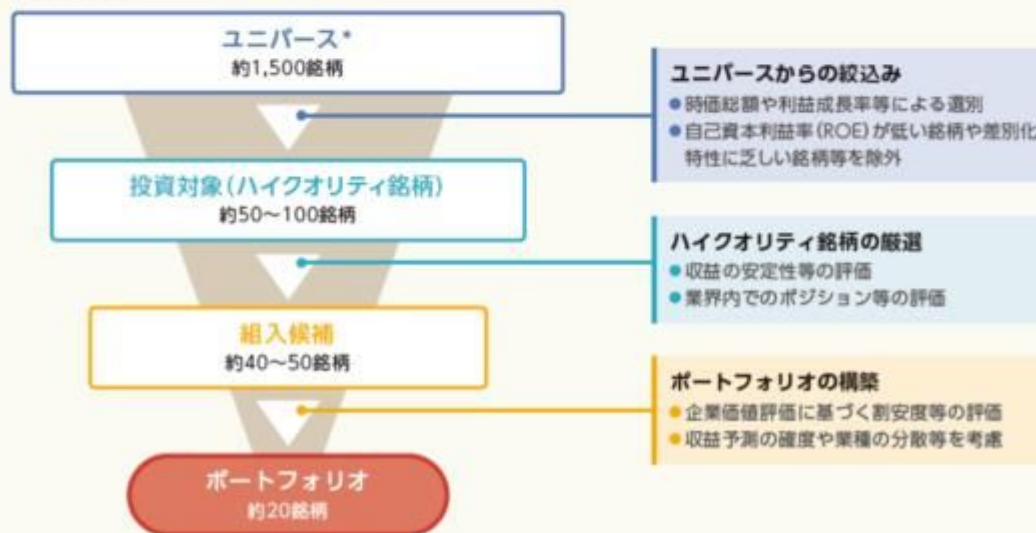 ユニバース*
約1,500銘柄
ユニバースからの絞込み
●時価総額や利益成長率等による選別
●自己資本利益率(ROE)が低い銘柄や差別化
特性に乏しい銘柄等を除外
投資対象(ハイクオリティ銘柄)
約50〜100銘柄
ハイクオリティ銘柄の厳選
●収益の安定性等の評価
●業界内でのポジション等の評価
組入候補
約40〜50銘柄
ポートフォリオの構築
●企業価値評価に基づく割安度等の評価
●収益予測の確度や業種の分散等を考慮
ポートフォリオ
約20銘柄